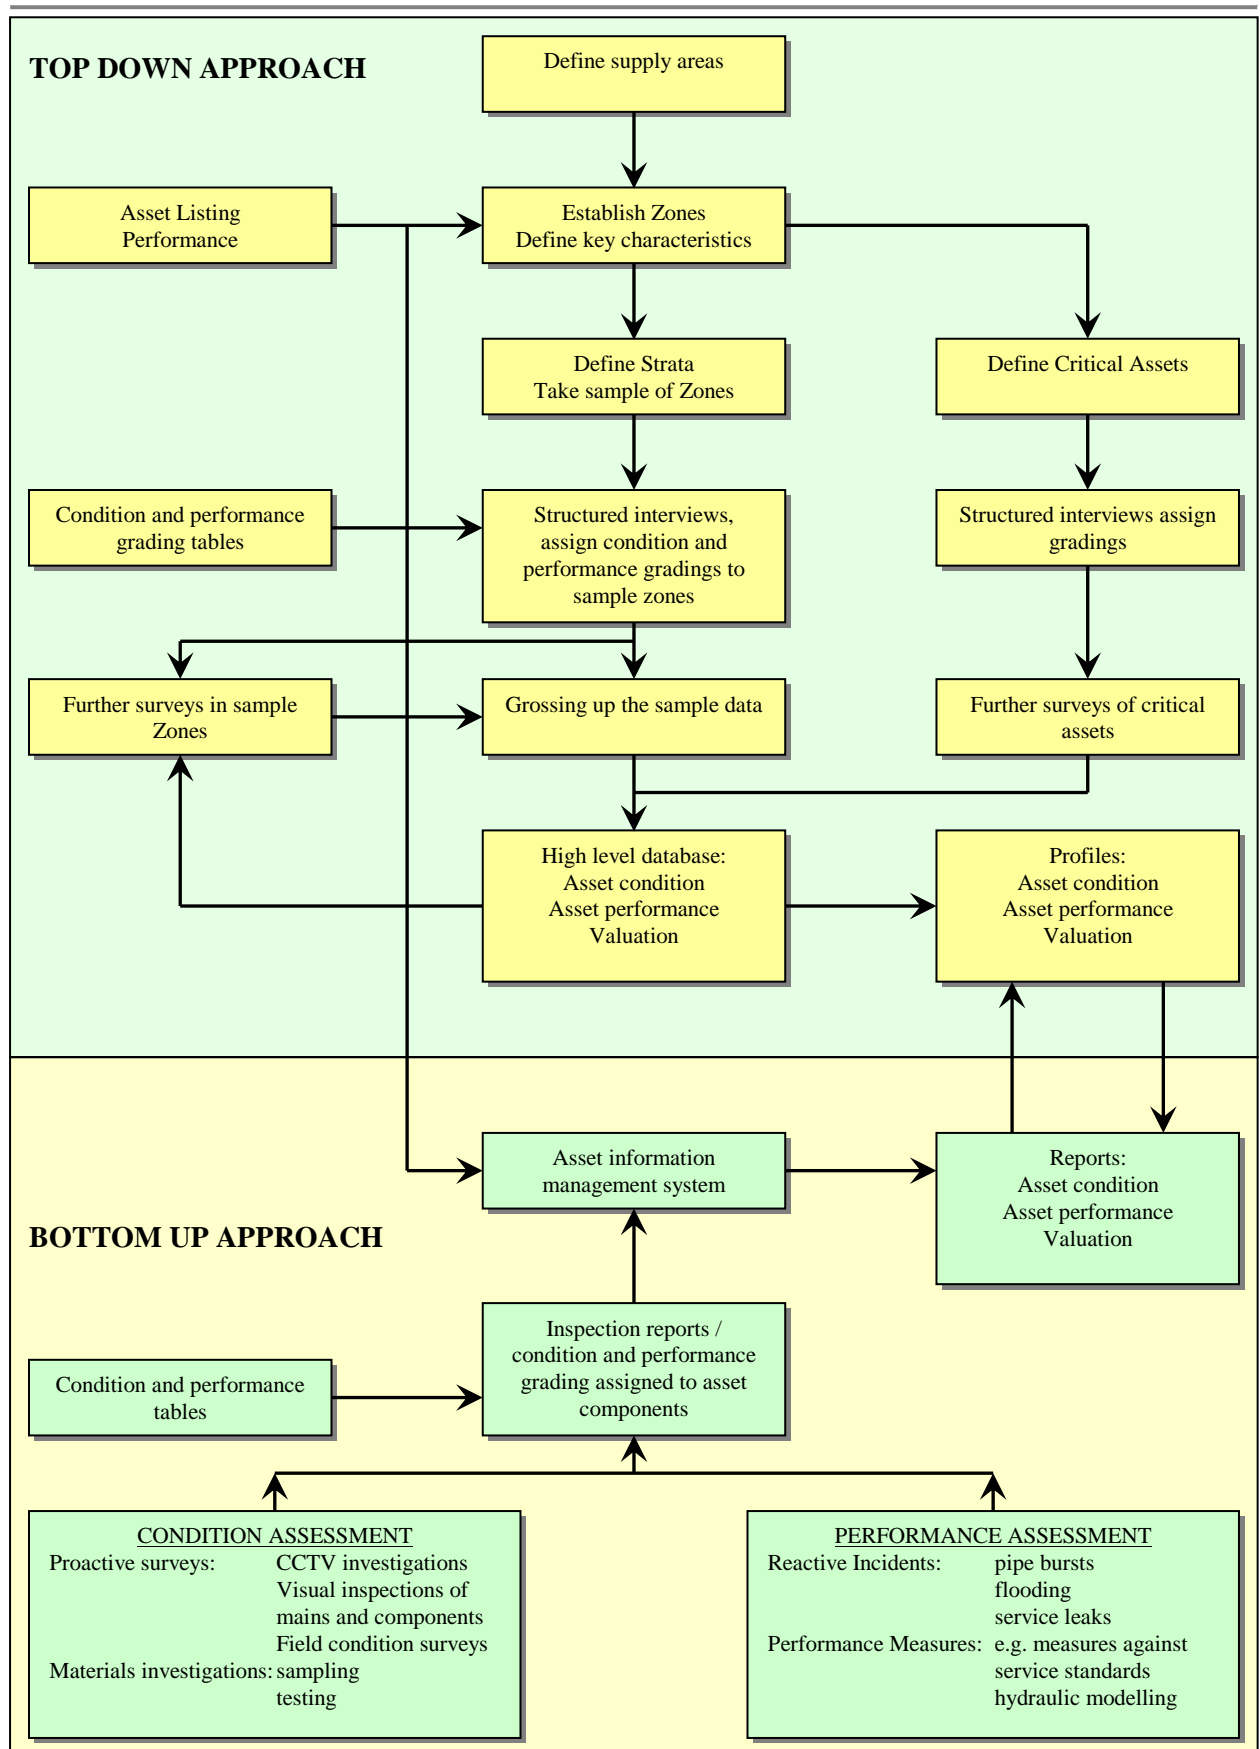 TOP DOWN APPROACH
Define supply areas
Asset Listing
Performance
Establish Zones
Define key characteristics
Define Strata
Take sample of Zones
Define Critical Assets
Condition and performance
grading tables
Structured interviews,
assign condition and
performance gradings to
sample zones
Structured interviews assign
gradings
Further surveys in sample
Zones
Grossing up the sample data
Further surveys of critical
assets
High level database:
Asset condition
Asset performance
Valuation
Profiles:
Asset condition
Asset performance
Valuation
Asset information
management system
Reports:
Asset condition
Asset performance
Valuation
BOTTOM UP APPROACH
Inspection reports /
condition and performance
grading assigned to asset
components
Condition and performance
tables
CONDITION ASSESSMENT
Proactive surveys: CCTV investigations
Visual inspections of
mains and components
Field condition surveys
Materials investigations: sampling
testing
PERFORMANCE ASSESSMENT
Reactive Incidents: pipe bursts
flooding
service leaks
Performance Measures: e.g. measures against
service standards
hydraulic modelling